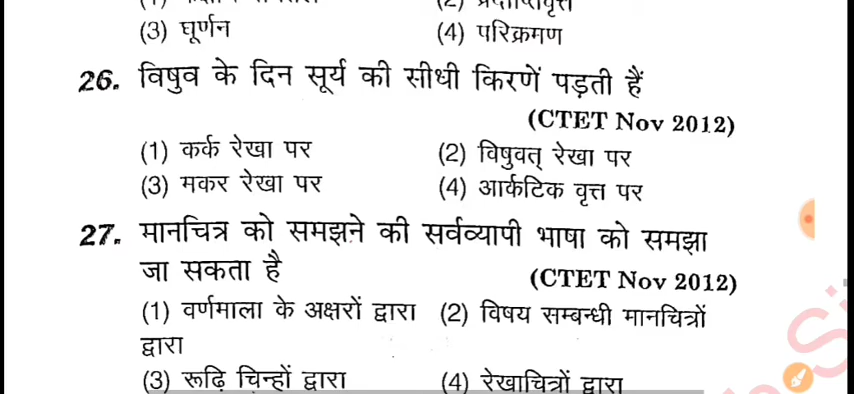 (3) घूर्णन (4) परिक्रमण
26. विषुव के दिन सूर्य की सीधी किरणें पड़ती हैं
(CTET Nov 2012)
(1) कर्क रेखा पर (2) विषुवत् रेखा पर
(3) मकर रेखा पर (4) आर्कटिक वृत्त पर
27. मानचित्र को समझने की सर्वव्यापी भाषा को समझा
जा सकता है (CTET Nov 2012)
(1) वर्णमाला के अक्षरों द्वारा (2) विषय सम्बन्धी मानचित्रों
द्वारा
(3) रूढ़ि चिन्हों द्वारा (4) रेखाचित्रों द्वारा